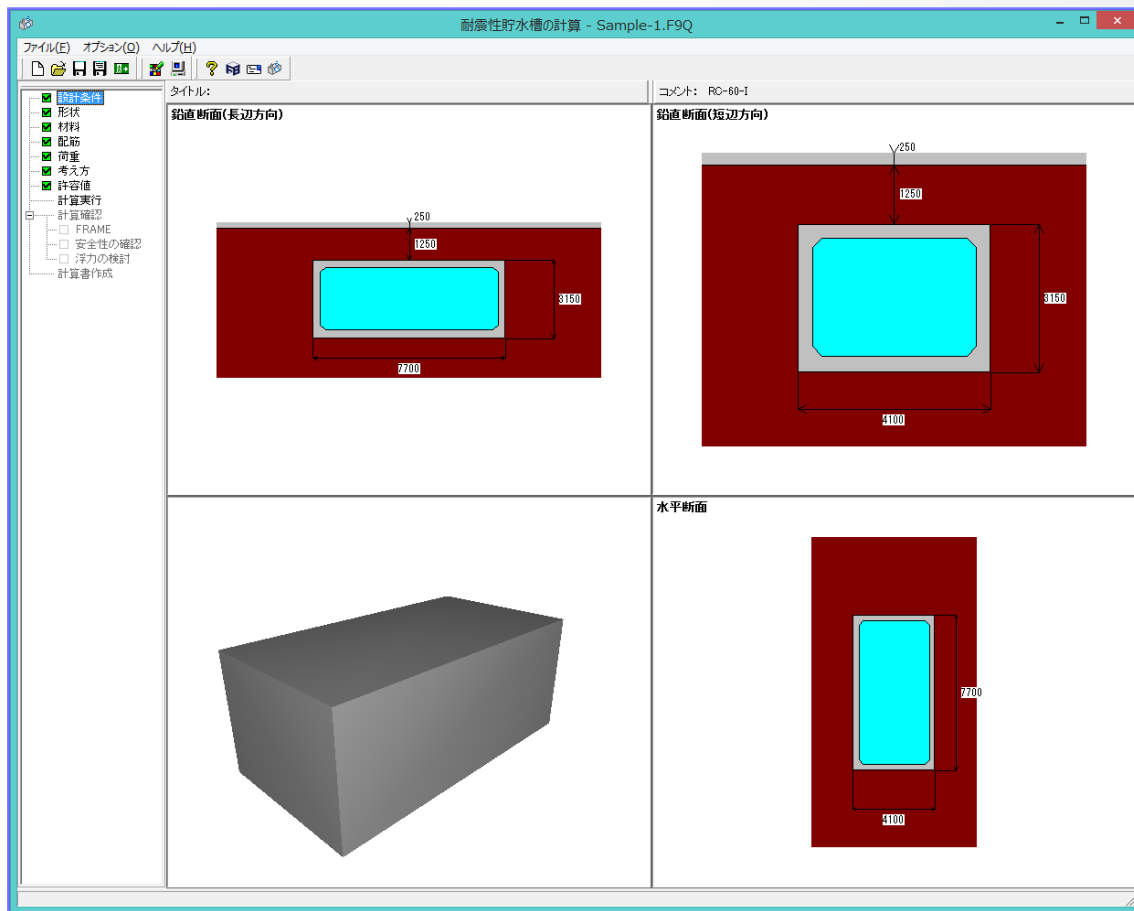 耐震性貯水槽の計算 - Sample-1.F9Q
ファイル(F) オプション(O) ヘルプ(H)
設計条件
形状
材料
配筋
荷重
考え方
許容値
計算実行
計算確認
FRAME
安全性の確認
浮力の検討
計算書作成
タイトル:
コメント: RC-60-I
鉛直断面(長辺方向)
250
1250
3150
7700
鉛直断面(短辺方向)
250
1250
3150
4100
水平断面
7700
4100